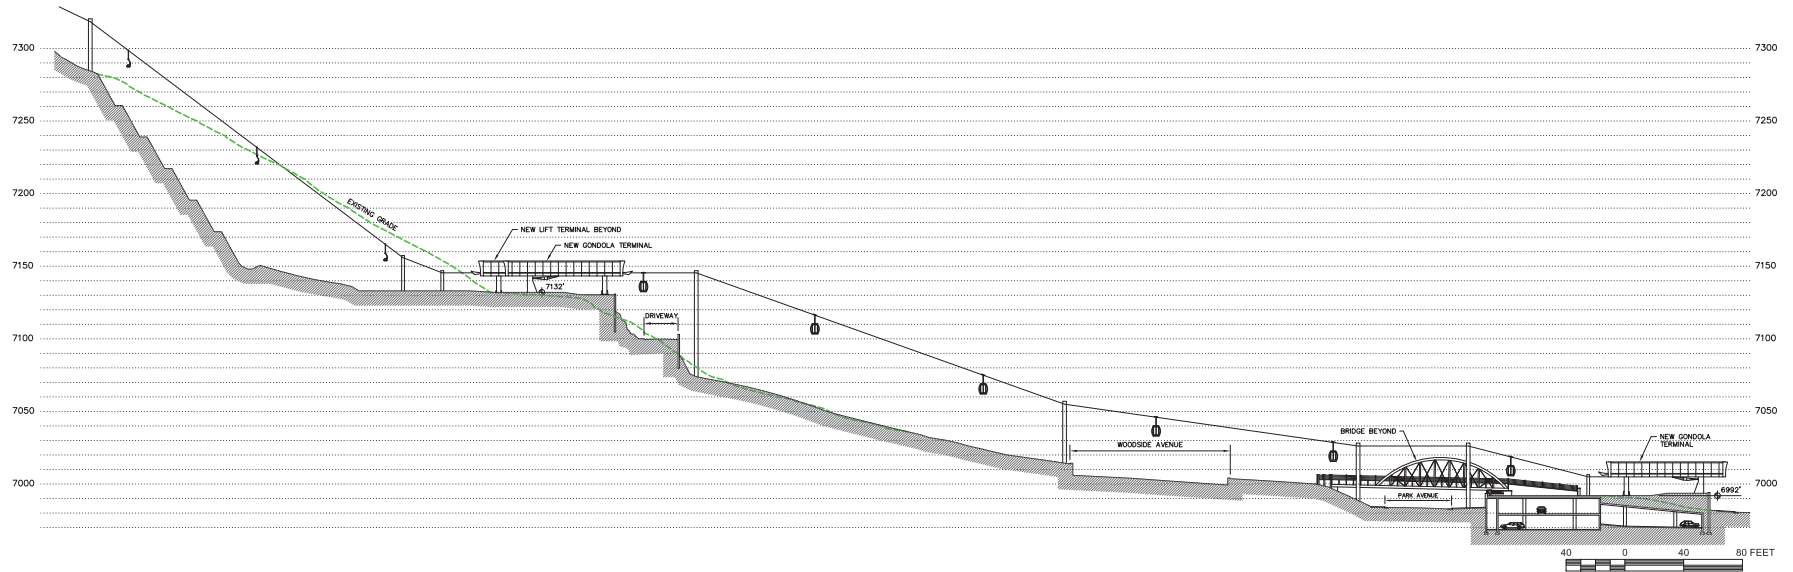 7300
7300
7250
7250
7200
7200
EXISTING GRADE
NEW LIFT TERMINAL BEYOND
NEW GONDOLA TERMINAL
7150
7150
7132'
DRIVEWAY
7100
7100
7050
7050
BRIDGE BEYOND
WOODSIDE AVENUE
NEW GONDOLA
TERMINAL
7000
7000
PARK AVENUE
6992'
40 0 40 80 FEET